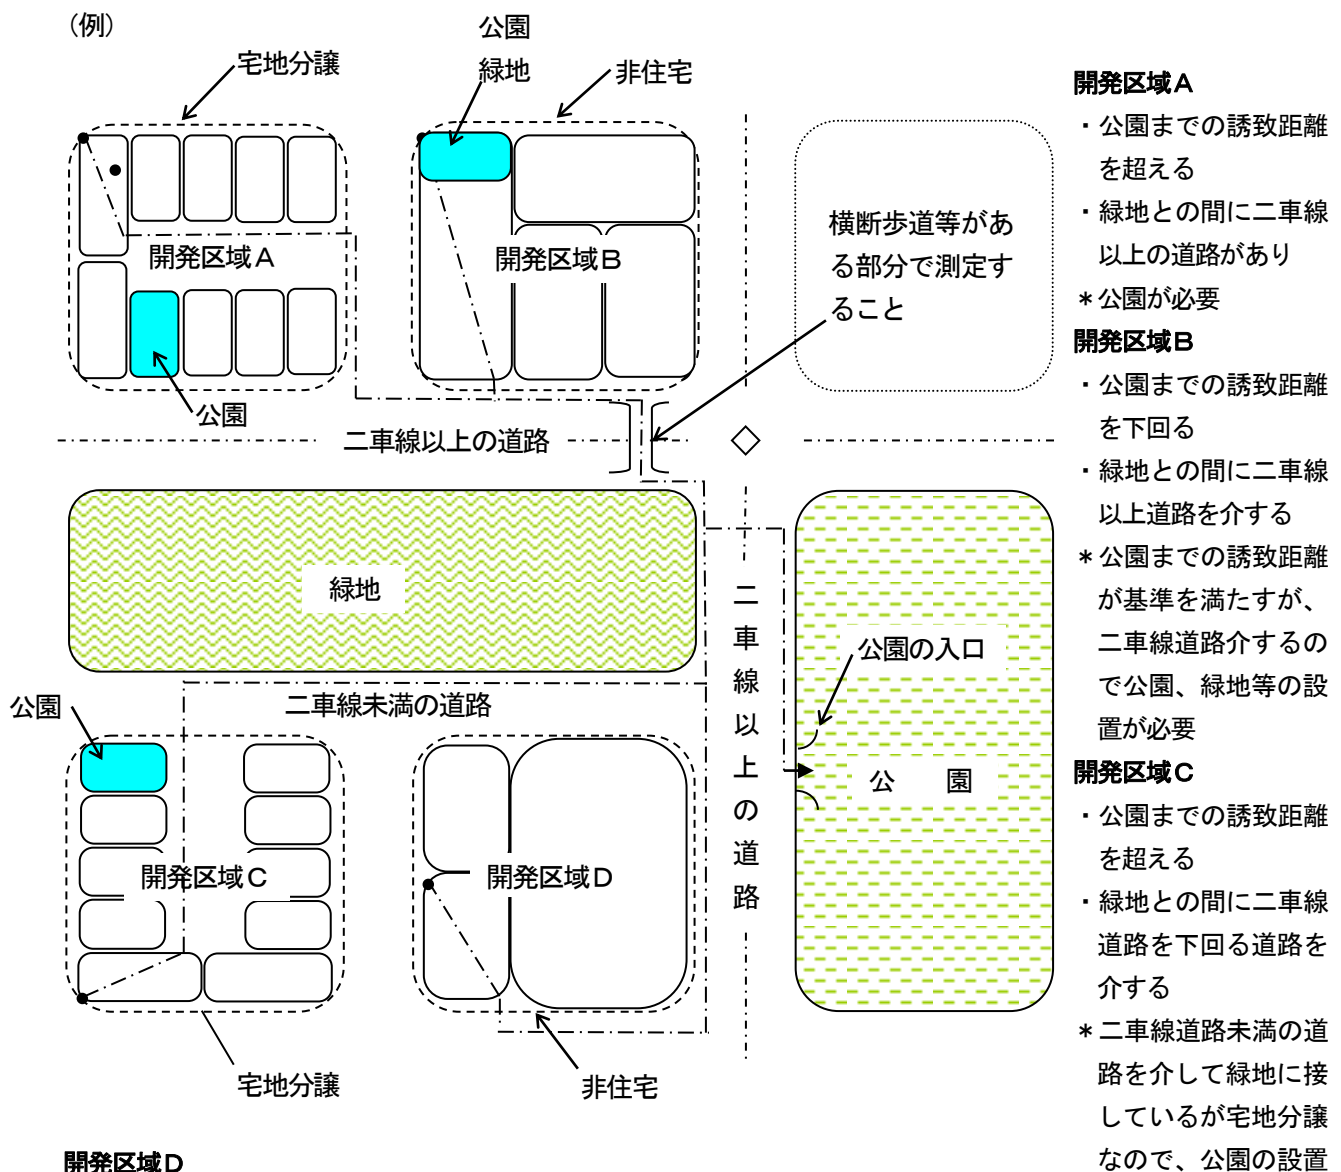 （例）
公園
緑地
宅地分譲
非住宅
開発区域A
開発区域B
横断歩道等があ
る部分で測定す
ること
公園
二車線以上の道路
緑地
公園の入口
二車線以上の道路
公園
二車線未満の道路
公　園
開発区域C
開発区域D
宅地分譲
非住宅
開発区域A
・公園までの誘致距離
を超える
・緑地との間に二車線
以上の道路があり
＊公園が必要
開発区域B
・公園までの誘致距離
を下回る
・緑地との間に二車線
以上道路を介する
＊公園までの誘致距離
が基準を満たすが、
二車線道路介するの
で公園、緑地等の設
置が必要
開発区域C
・公園までの誘致距離
を超える
・緑地との間に二車線
道路を下回る道路を
介する
＊二車線道路未満の道
路を介して緑地に接
しているが宅地分譲
なので、公園の設置
開発区域D